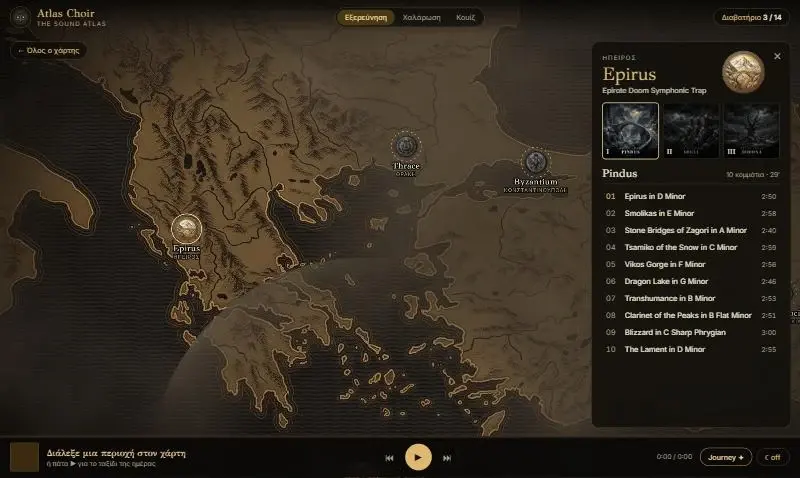 Atlas Choir
THE SOUND ATLAS
Εξερεύνηση
Χαλάρωση
Κουίζ
Διαβατήριο 3 / 14
← Όλος ο χάρτης
Thrace
ΘΡΑΚΗ
Byzantium
ΚΩΝΣΤΑΝΤΙΝΟΥΠΟΛΗ
Epirus
ΗΠΕΙΡΟΣ
ΗΠΕΙΡΟΣ
Epirus
Epirote Doom Symphonic Trap
I PINDUS
II
III DODONA
Pindus
10 κομμάτια · 29'
01 Epirus in D Minor 2:50
02 Smolikas in E Minor 2:58
03 Stone Bridges of Zagori in A Minor 2:40
04 Tsamiko of the Snow in C Minor 2:59
05 Vikos Gorge in F Minor 2:56
06 Dragon Lake in G Minor 2:46
07 Transhumance in B Minor 2:53
08 Clarinet of the Peaks in B Flat Minor 2:51
09 Blizzard in C Sharp Phrygian 3:00
10 The Lament in D Minor 2:55
Διάλεξε μια περιοχή στον χάρτη
ή πάτα ▶ για το ταξίδι της ημέρας
0:00 / 0:00
Journey ✦
☾ off